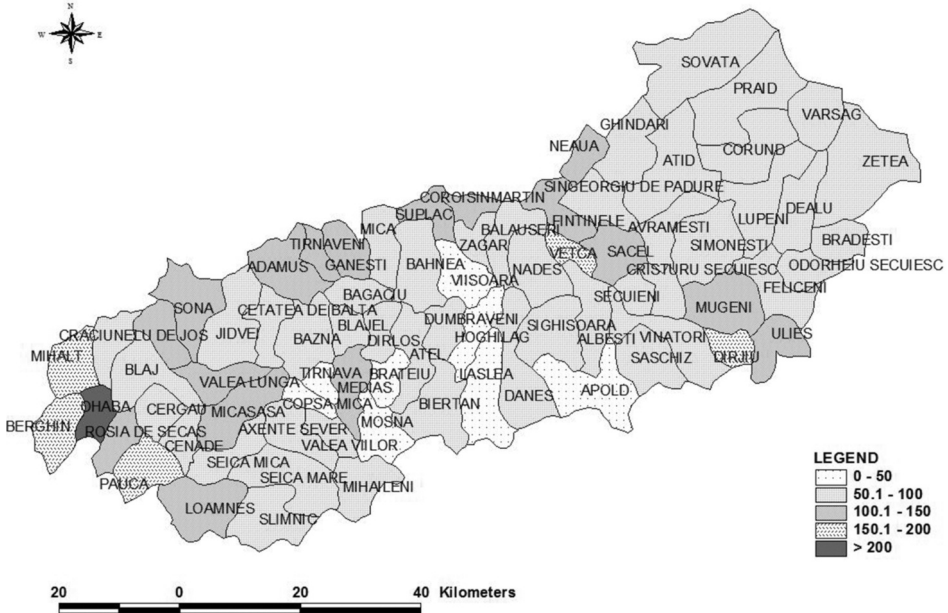 N
W E
S
SOVATA
PRAID
VARSAG
GHINDARI
NEAUA
CORUND
ATID
ZETEA
SINGEORGIU DE PADURE
COROISINMARTIN
SUPLAC
DEALU
LUPENI
FINTINELE
AVRAMESTI
MICA
BALAUSERI
TIRNAVENI
ZAGAR
SIMONESTI
BRADESTI
VETCA
SACEL
ADAMUS
GANESTI
BAHNEA
NADES
CRISTURU SECUIESC
ODORHEIU SECUIESC
VIISOARA
FELICENI
BAGACIU
SECUIENI
SONA
CETATEA DE BALTA
MUGENI
DUMBRAVENI
BLAJEL
SIGHISOARA
CRACIUNELU DE JOS
JIDVEI
BAZNA
DIRLOS
HOGHILAG
ALBESTI
VINATORI
ULIES
MIHALT
ATEL
SASCHIZ
DIRJIU
BLAJ
TIRNAVA
BRATEIU
LASLEA
VALEA LUNGA
MEDIAS
APOLD
DANES
OHABA
CERGAU
MICASASA
COPSA MICA
BIERTAN
BERGHIN
ROSIA DE SECAS
AXENTE SEVER
MOSNA
CENADE
VALEA VIILOR
SEICA MICA
PAUCA
SEICA MARE
MIHAILENI
LOAMNES
SLIMNIC
LEGEND
0 - 50
50.1 - 100
100.1 - 150
150.1 - 200
> 200
20 0 20 40 Kilometers